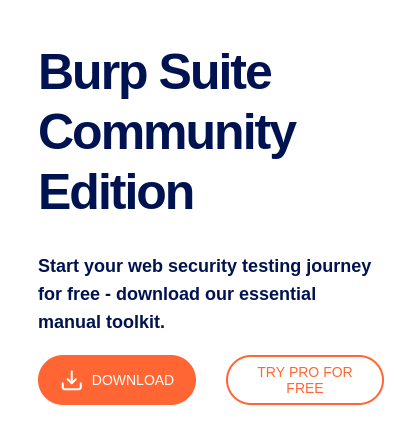 Burp Suite
Community
Edition
Start your web security testing journey
for free - download our essential
manual toolkit.
DOWNLOAD
TRY PRO FOR
FREE